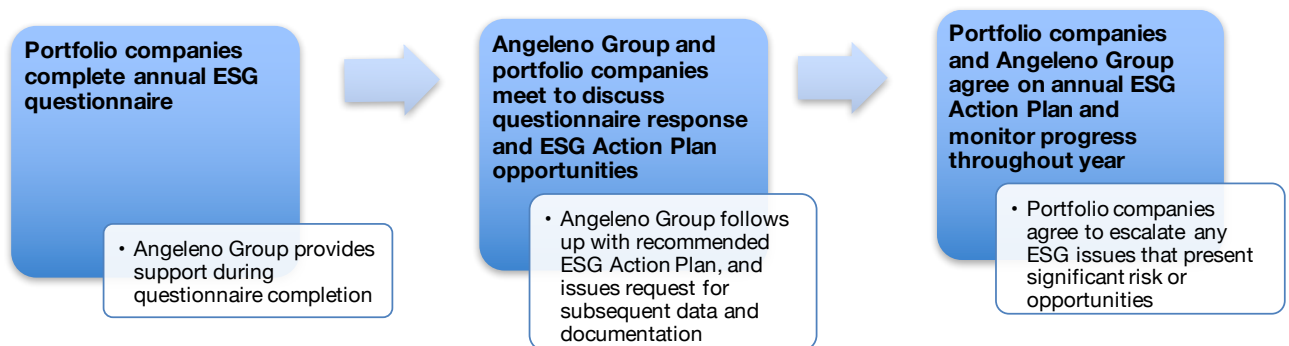 Portfolio companies
complete annual ESG
questionnaire
• Angeleno Group provides
support during
questionnaire completion
Angeleno Group and
portfolio companies
meet to discuss
questionnaire response
and ESG Action Plan
opportunities
• Angeleno Group follows
up with recommended
ESG Action Plan, and
issues request for
subsequent data and
documentation
Portfolio companies
and Angeleno Group
agree on annual ESG
Action Plan and
monitor progress
throughout year
• Portfolio companies
agree to escalate any
ESG issues that present
significant risk or
opportunities